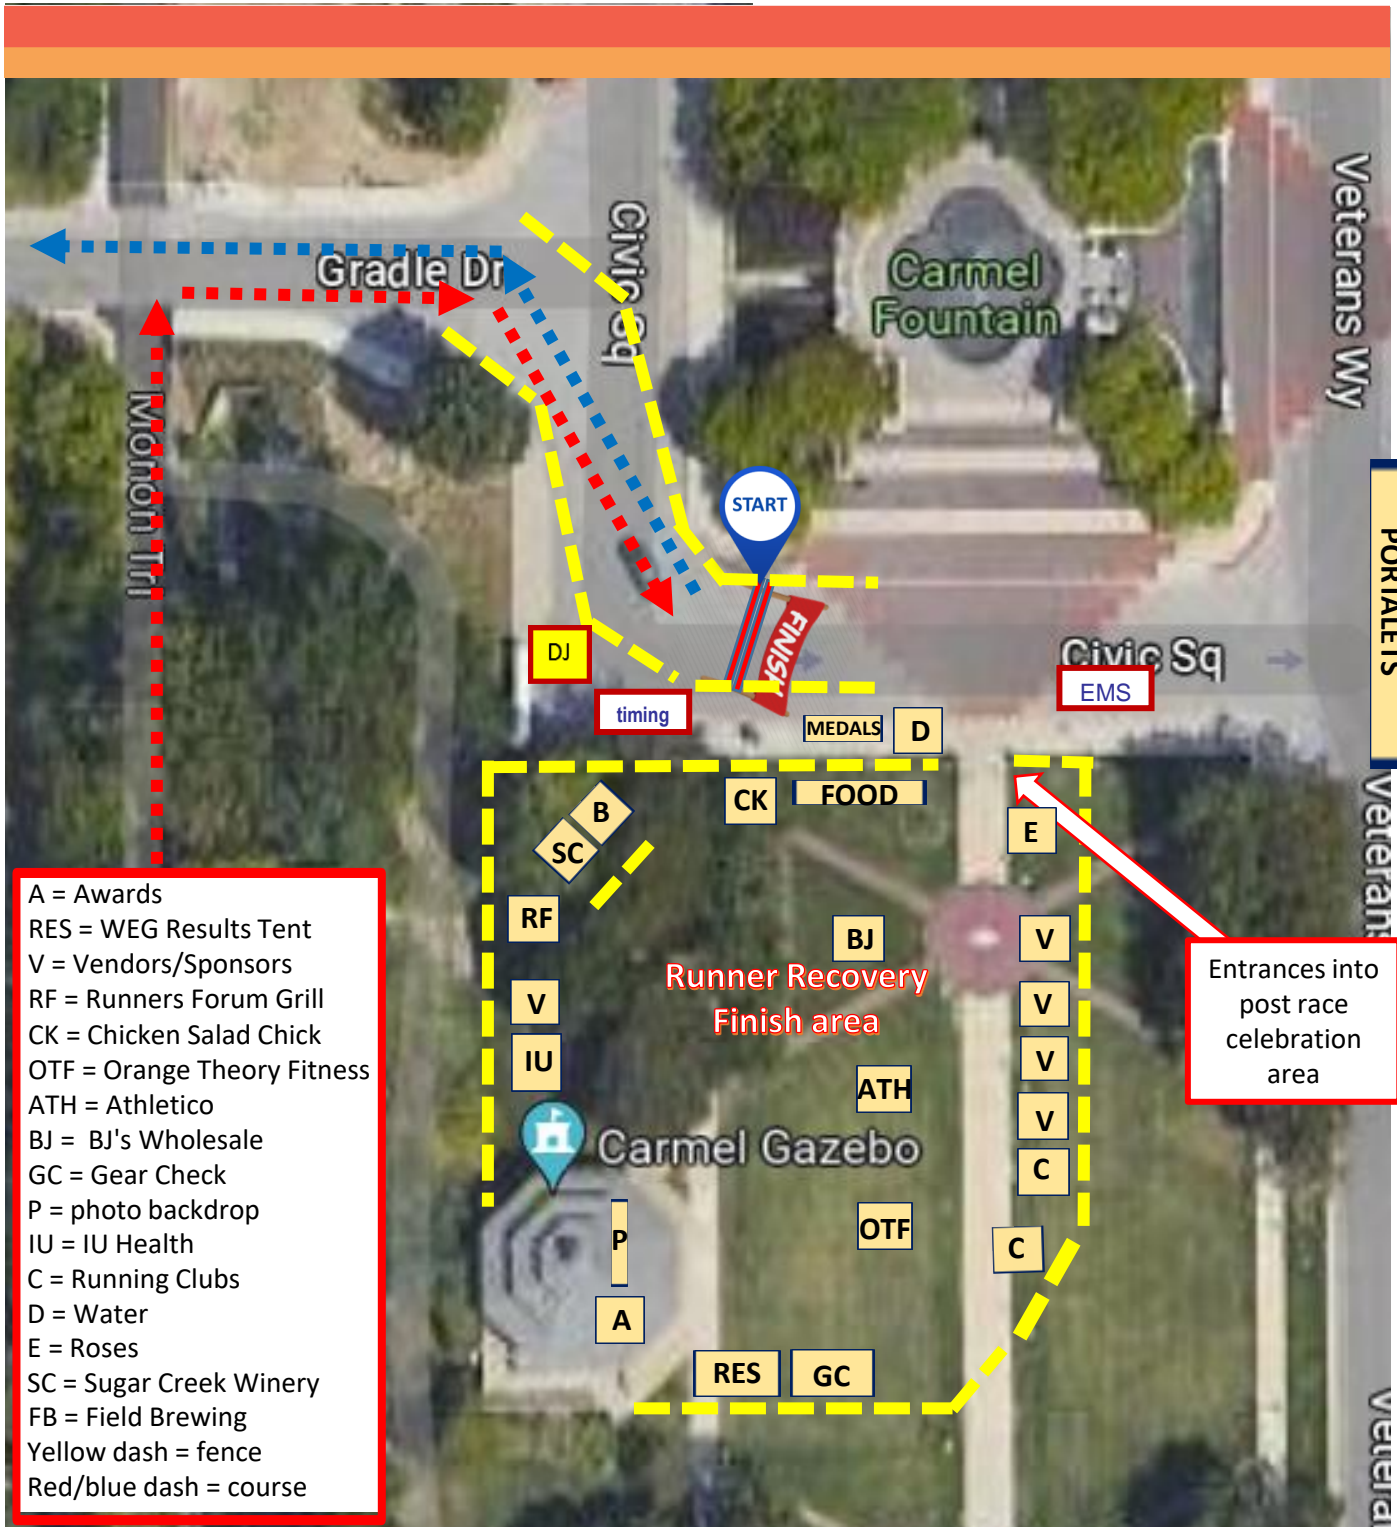 Gradle Dr
Civic Sq
Carmel
Fountain
Veterans Wy
Monon Trl
START
FINISH
PORTALETS
DJ
timing
Civic Sq
EMS
MEDALS
D
CK
FOOD
B
SC
E
RF
BJ
V
Runner Recovery
Finish area
V
V
IU
V
ATH
V
Carmel Gazebo
C
P
OTF
C
A
RES
GC
Entrances into
post race
celebration
area
Veterans
Vetera
A = Awards
RES = WEG Results Tent
V = Vendors/Sponsors
RF = Runners Forum Grill
CK = Chicken Salad Chick
OTF = Orange Theory Fitness
ATH = Athletico
BJ =  BJ's Wholesale
GC = Gear Check
P = photo backdrop
IU = IU Health
C = Running Clubs
D = Water
E = Roses
SC = Sugar Creek Winery
FB = Field Brewing
Yellow dash = fence
Red/blue dash = course